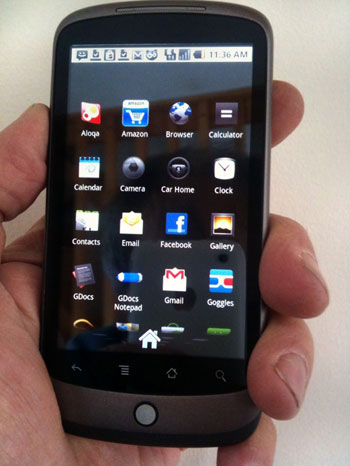 11:36 AM
amazon
Aloqa Amazon Browser Calculator
Calendar Camera Car Home Clock
Contacts Email Facebook Gallery
GDocs GDocs Notepad Gmail Goggles